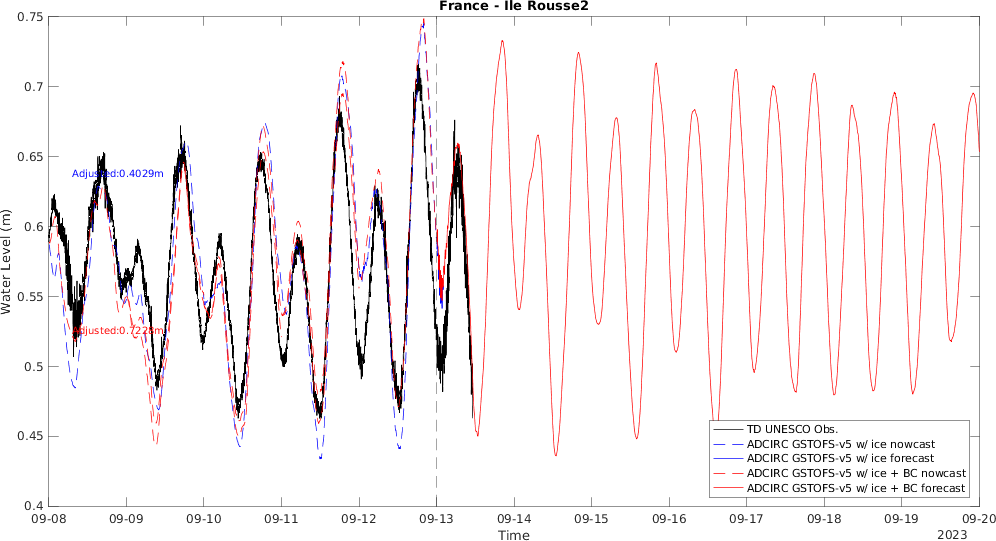 France - Ile Rousse2
Water Level (m)
0.75
0.7
0.65
0.6
0.55
0.5
0.45
0.4
Adjusted:0.4029m
Adjusted:0.7228m
TD UNESCO Obs.
ADCIRC GSTOFS-v5 w/ ice nowcast
ADCIRC GSTOFS-v5 w/ ice forecast
ADCIRC GSTOFS-v5 w/ ice + BC nowcast
ADCIRC GSTOFS-v5 w/ ice + BC forecast
09-08 09-09 09-10 09-11 09-12 09-13 09-14 09-15 09-16 09-17 09-18 09-19 09-20
Time
2023